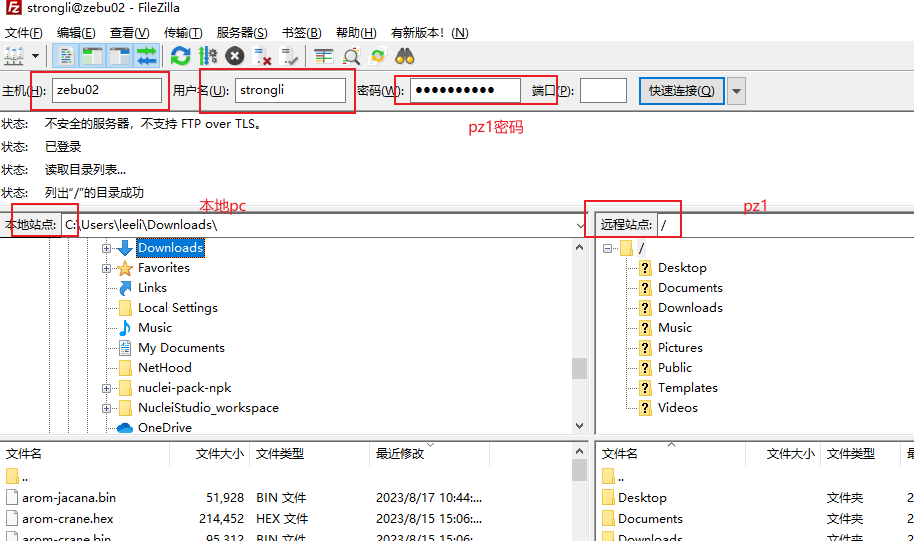 strongli@zebu02 - FileZilla
文件(F) 编辑(E) 查看(V) 传输(T) 服务器(S) 书签(B) 帮助(H) 有新版本！(N)
主机(H): zebu02 用户名(U): strongli 密码(W): ●●●●●●●●●● 端口(P): 快速连接(Q)
pz1密码
状态: 不安全的服务器，不支持 FTP over TLS。
状态: 已登录
状态: 读取目录列表...
状态: 列出“/”的目录成功
本地pc pz1
本地站点: C:\Users\leeli\Downloads\
远程站点: /
Downloads
Favorites
Links
Local Settings
Music
My Documents
NetHood
nuclei-pack-npk
NucleiStudio_workspace
OneDrive
/
Desktop
Documents
Downloads
Music
Pictures
Public
Templates
Videos
文件名 文件大小 文件类型 最近修改
..
arom-jacana.bin 51,928 BIN 文件 2023/8/17 10:44:...
arom-crane.hex 214,452 HEX 文件 2023/8/15 15:06:...
arom-crane.bin 95,312 BIN 文件 2023/8/15 15:06:...
文件名 文件大小 文件类型
..
Desktop 文件夹 2
Documents 文件夹 2
Downloads 文件夹 2